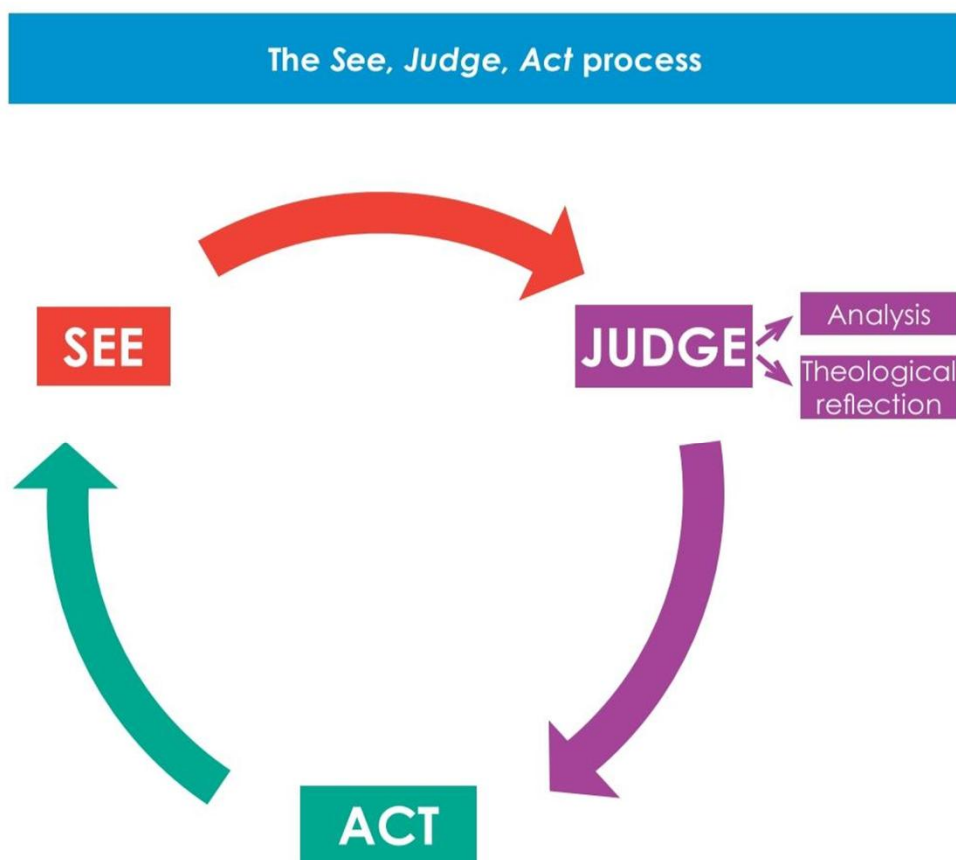 The See, Judge, Act process
SEE
JUDGE
Analysis
Theological
reflection
ACT